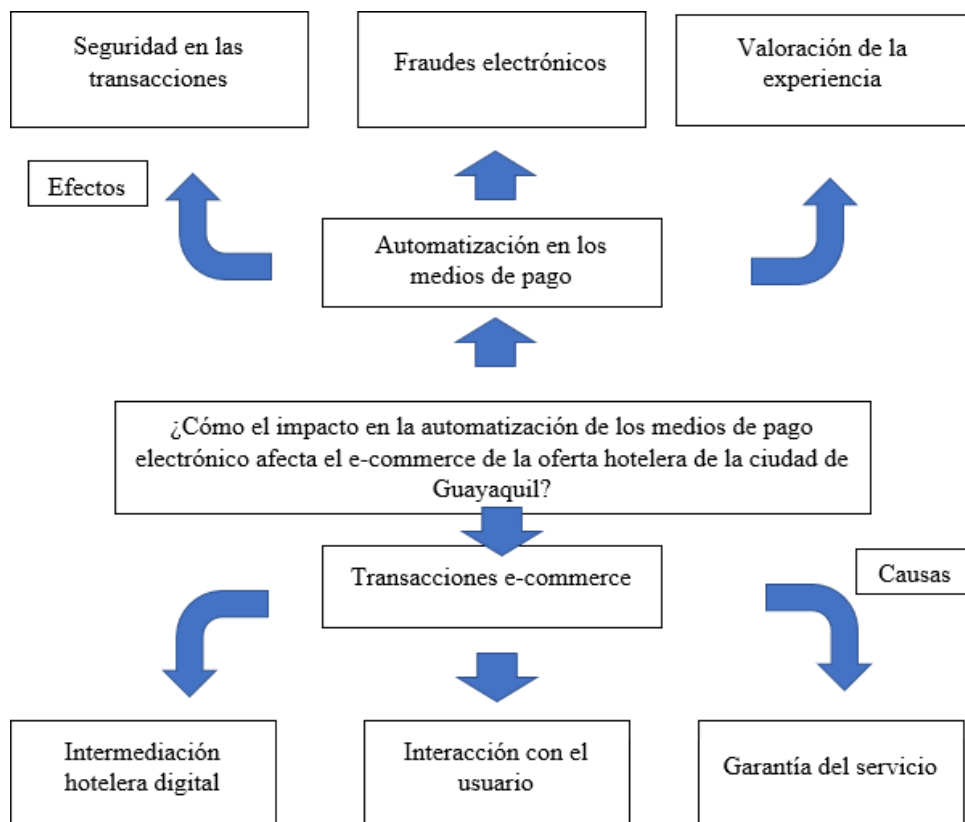 Seguridad en las
transacciones
Fraudes electrónicos
Valoración de la
experiencia
Efectos
Automatización en los
medios de pago
¿Cómo el impacto en la automatización de los medios de pago
electrónico afecta el e-commerce de la oferta hotelera de la ciudad de
Guayaquil?
Transacciones e-commerce
Causas
Intermediación
hotelera digital
Interacción con el
usuario
Garantía del servicio